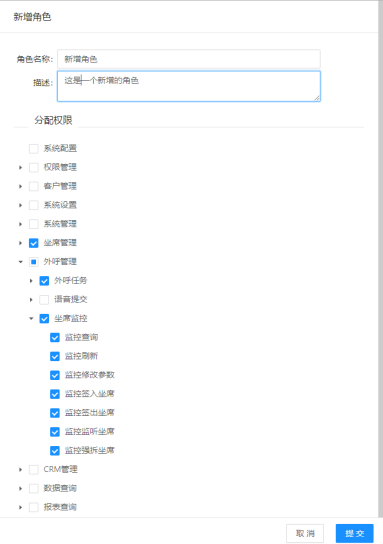 新增角色
角色名称: 新增角色
描述: 这是一个新增的角色
分配权限
系统配置
权限管理
客户管理
系统设置
系统管理
坐席管理
外呼管理
外呼任务
语音提交
坐席监控
监控查询
监控刷新
监控修改参数
监控签入坐席
监控签出坐席
监控监听坐席
监控强拆坐席
CRM管理
数据查询
报表查询
取 消 提 交